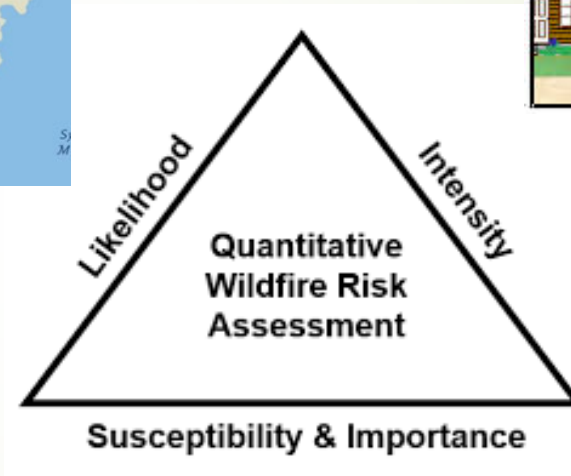 Likelihood
Intensity
Quantitative
Wildfire Risk
Assessment
Susceptibility & Importance